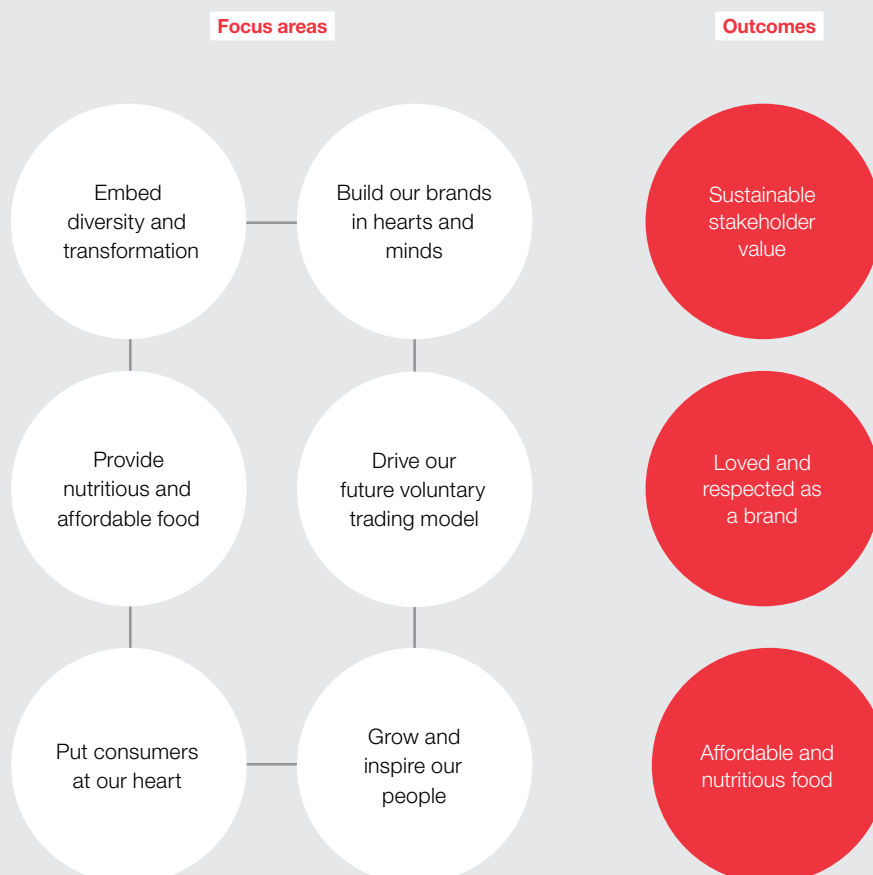 Focus areas
Outcomes
Embed
diversity and
transformation
Build our brands
in hearts and
minds
Sustainable
stakeholder
value
Provide
nutritious and
affordable food
Drive our
future voluntary
trading model
Loved and
respected as
a brand
Put consumers
at our heart
Grow and
inspire our
people
Affordable and
nutritious food